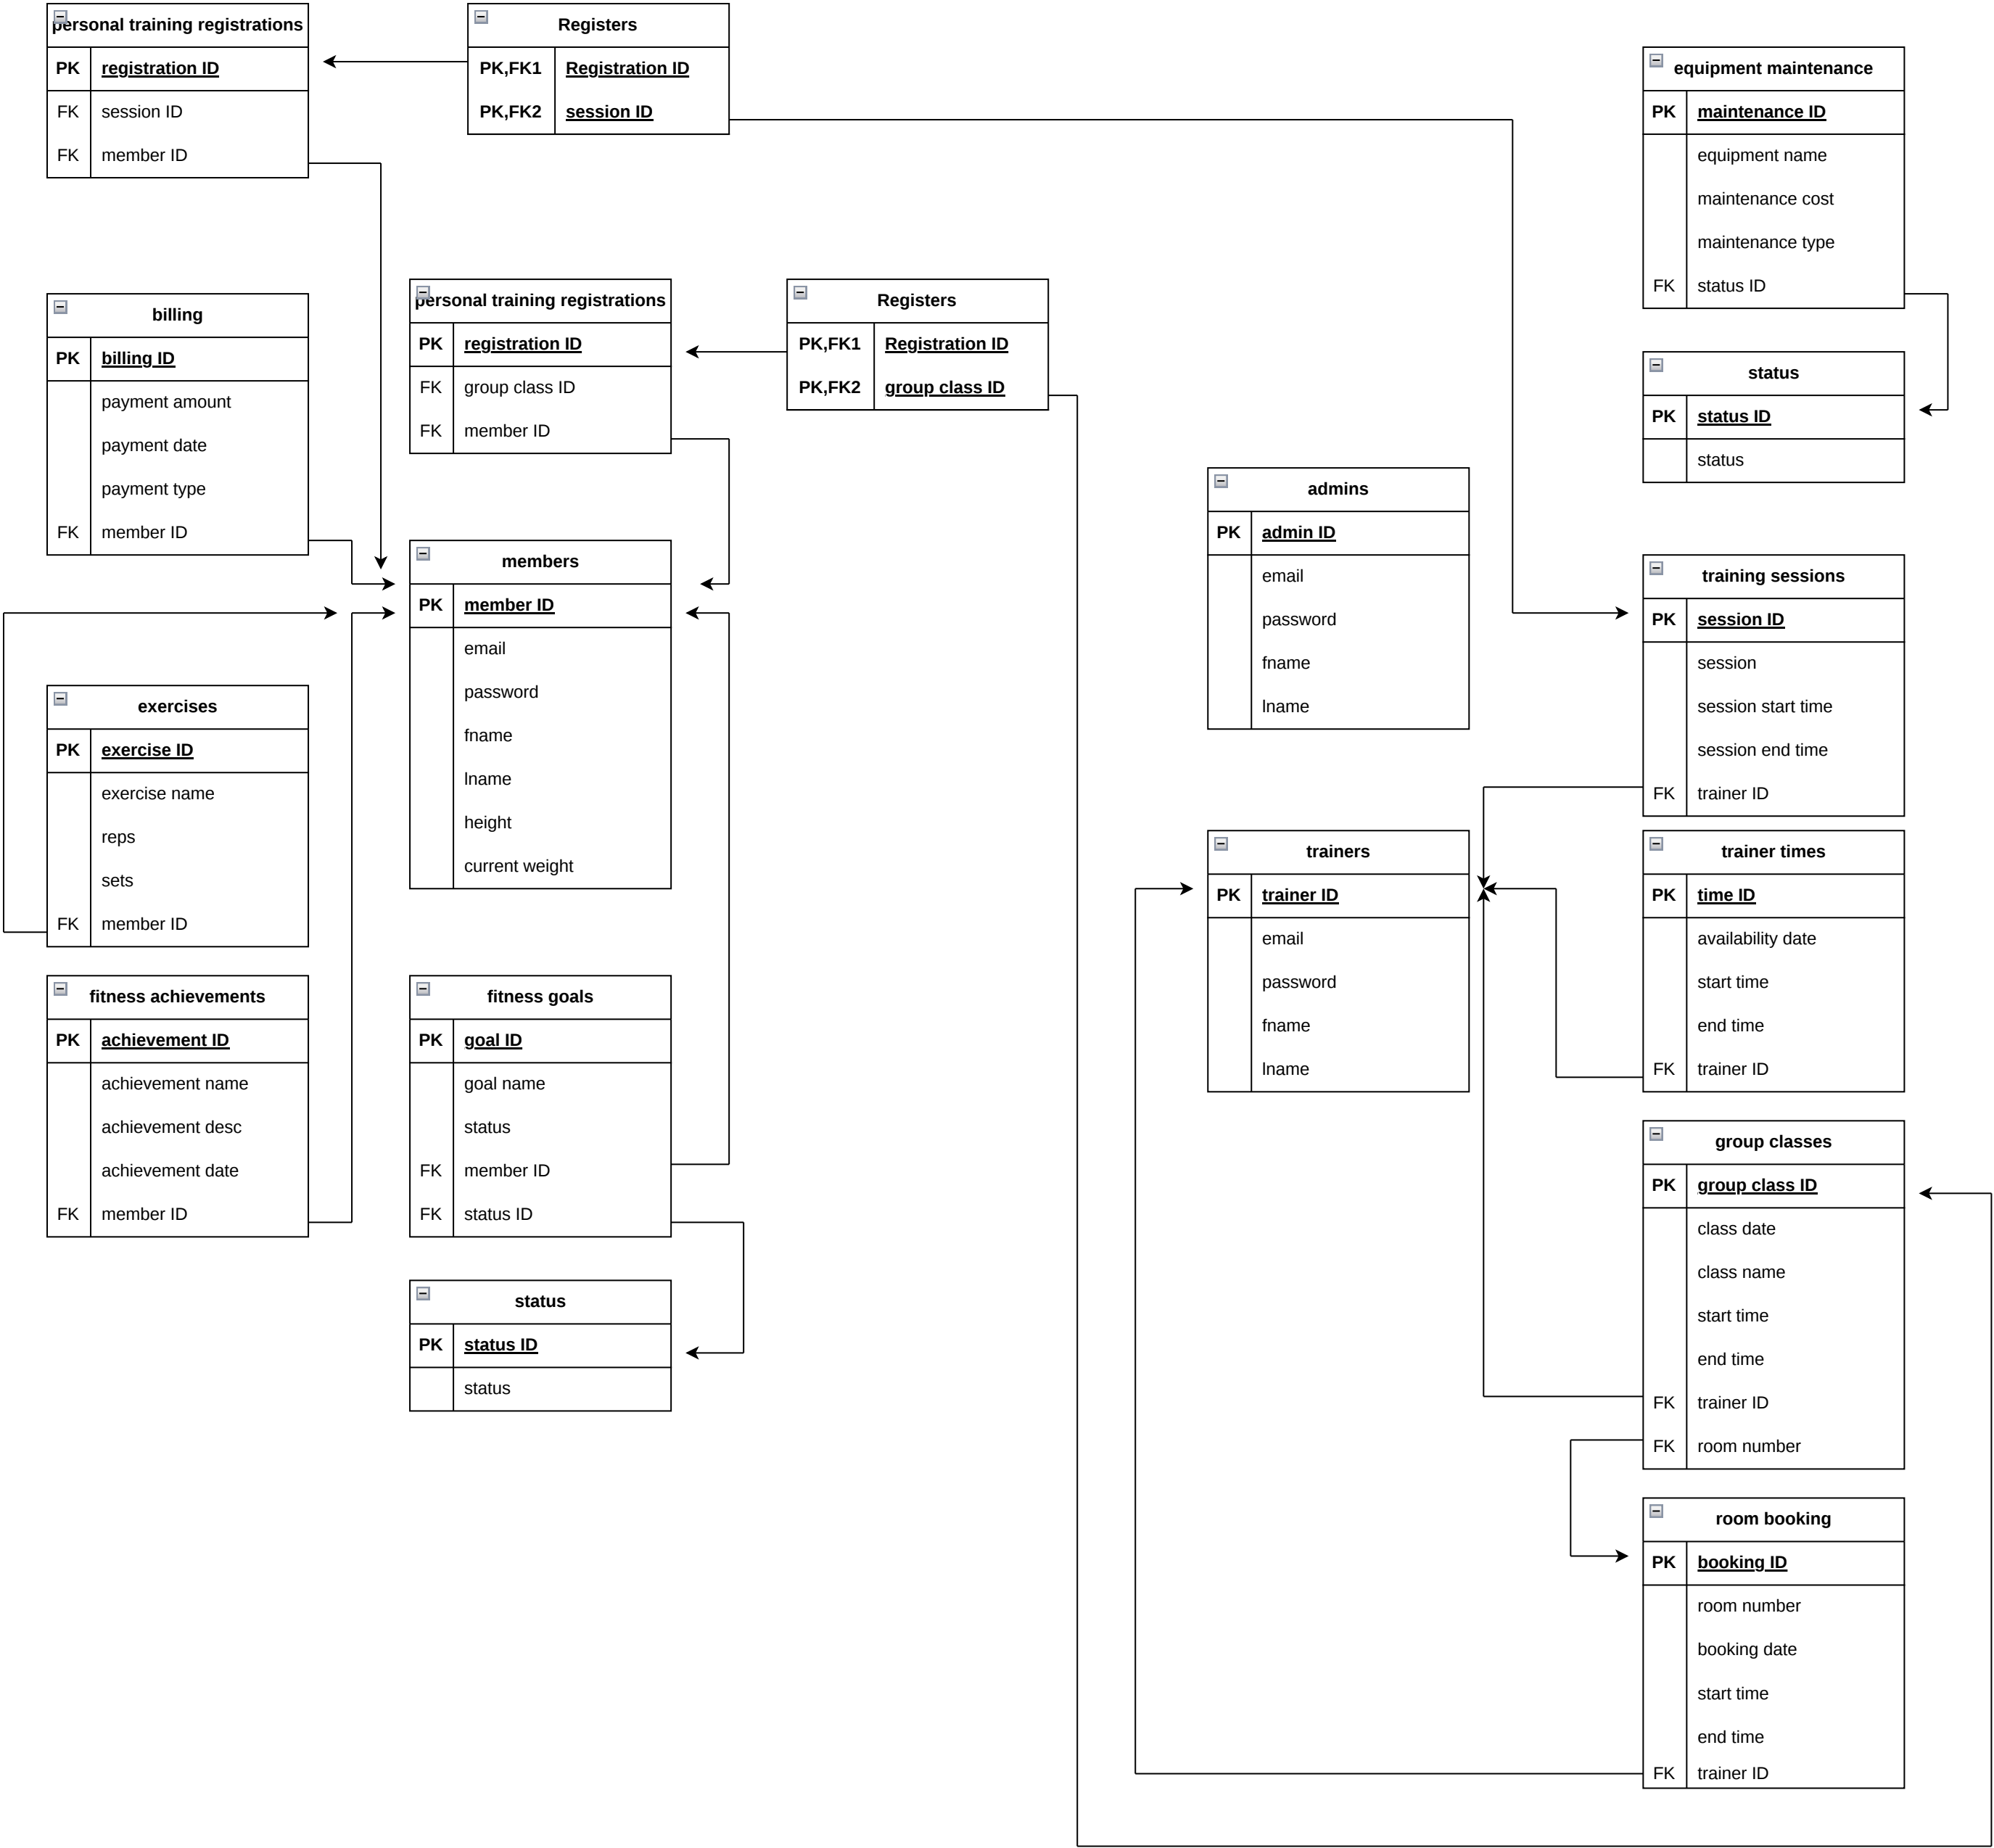 personal training registrations
PK registration ID
FK session ID
FK member ID
Registers
PK,FK1 Registration ID
PK,FK2 session ID
equipment maintenance
PK maintenance ID
equipment name
maintenance cost
maintenance type
FK status ID
billing
PK billing ID
payment amount
payment date
payment type
FK member ID
personal training registrations
PK registration ID
FK group class ID
FK member ID
Registers
PK,FK1 Registration ID
PK,FK2 group class ID
status
PK status ID
status
admins
PK admin ID
email
password
fname
lname
members
PK member ID
email
password
fname
lname
height
current weight
training sessions
PK session ID
session
session start time
session end time
FK trainer ID
exercises
PK exercise ID
exercise name
reps
sets
FK member ID
trainers
PK trainer ID
email
password
fname
lname
trainer times
PK time ID
availability date
start time
end time
FK trainer ID
fitness achievements
PK achievement ID
achievement name
achievement desc
achievement date
FK member ID
fitness goals
PK goal ID
goal name
status
FK member ID
FK status ID
group classes
PK group class ID
class date
class name
start time
end time
FK trainer ID
FK room number
status
PK status ID
status
room booking
PK booking ID
room number
booking date
start time
end time
FK trainer ID